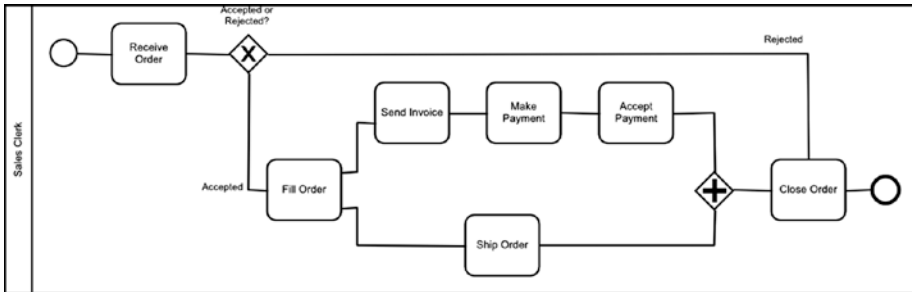 Sales Clerk
Receive
Order
Accepted or
Rejected?
X
Rejected
Accepted
Fill Order
Send Invoice
Make
Payment
Accept
Payment
Ship Order
Close Order